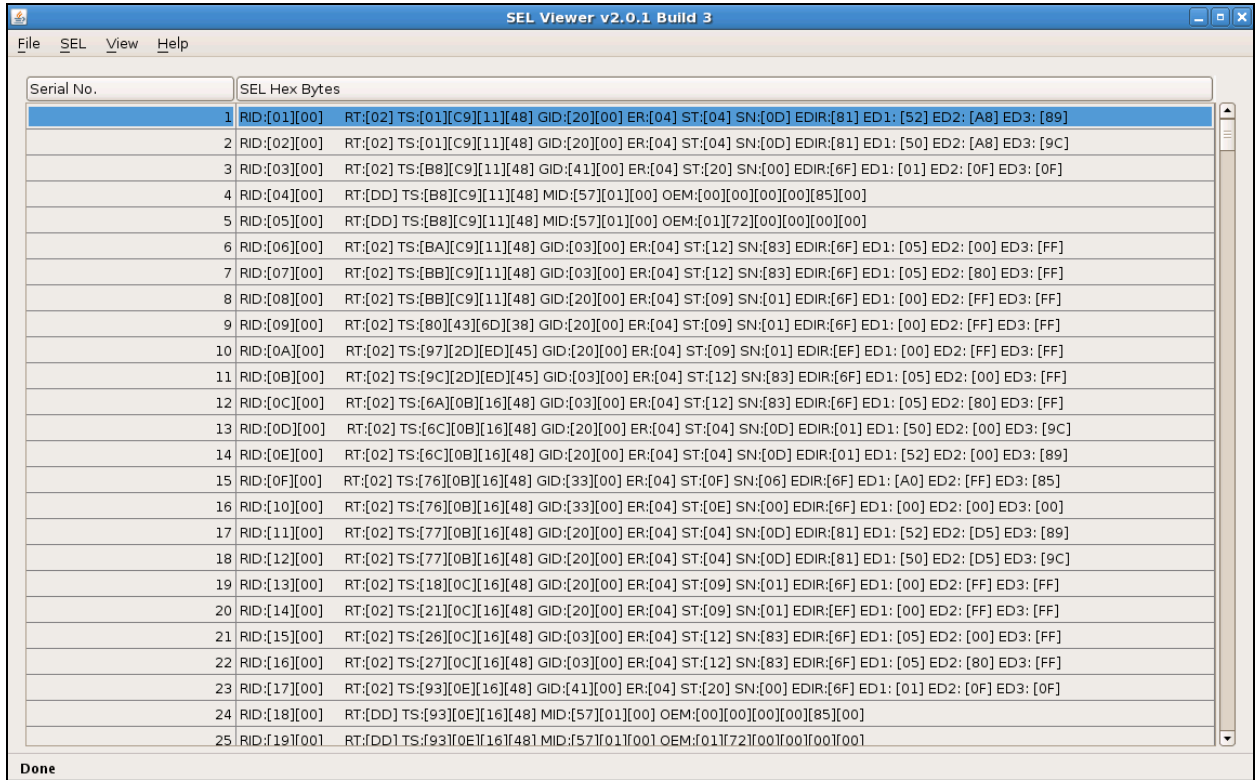 SEL Viewer v2.0.1 Build 3
File SEL View Help
Serial No. SEL Hex Bytes
1 RID:[01][00] RT:[02] TS:[01][C9][11][48] GID:[20][00] ER:[04] ST:[04] SN:[0D] EDIR:[81] ED1: [52] ED2: [A8] ED3: [89]
2 RID:[02][00] RT:[02] TS:[01][C9][11][48] GID:[20][00] ER:[04] ST:[04] SN:[0D] EDIR:[81] ED1: [50] ED2: [A8] ED3: [9C]
3 RID:[03][00] RT:[02] TS:[B8][C9][11][48] GID:[41][00] ER:[04] ST:[20] SN:[00] EDIR:[6F] ED1: [01] ED2: [0F] ED3: [0F]
4 RID:[04][00] RT:[DD] TS:[B8][C9][11][48] MID:[57][01][00] OEM:[00][00][00][00][85][00]
5 RID:[05][00] RT:[DD] TS:[B8][C9][11][48] MID:[57][01][00] OEM:[01][72][00][00][00][00]
6 RID:[06][00] RT:[02] TS:[BA][C9][11][48] GID:[03][00] ER:[04] ST:[12] SN:[83] EDIR:[6F] ED1: [05] ED2: [00] ED3: [FF]
7 RID:[07][00] RT:[02] TS:[BB][C9][11][48] GID:[03][00] ER:[04] ST:[12] SN:[83] EDIR:[6F] ED1: [05] ED2: [80] ED3: [FF]
8 RID:[08][00] RT:[02] TS:[BB][C9][11][48] GID:[20][00] ER:[04] ST:[09] SN:[01] EDIR:[6F] ED1: [00] ED2: [FF] ED3: [FF]
9 RID:[09][00] RT:[02] TS:[80][43][6D][38] GID:[20][00] ER:[04] ST:[09] SN:[01] EDIR:[6F] ED1: [00] ED2: [FF] ED3: [FF]
10 RID:[0A][00] RT:[02] TS:[97][2D][ED][45] GID:[20][00] ER:[04] ST:[09] SN:[01] EDIR:[EF] ED1: [00] ED2: [FF] ED3: [FF]
11 RID:[0B][00] RT:[02] TS:[9C][2D][ED][45] GID:[03][00] ER:[04] ST:[12] SN:[83] EDIR:[6F] ED1: [05] ED2: [00] ED3: [FF]
12 RID:[0C][00] RT:[02] TS:[6A][0B][16][48] GID:[03][00] ER:[04] ST:[12] SN:[83] EDIR:[6F] ED1: [05] ED2: [80] ED3: [FF]
13 RID:[0D][00] RT:[02] TS:[6C][0B][16][48] GID:[20][00] ER:[04] ST:[04] SN:[0D] EDIR:[01] ED1: [50] ED2: [00] ED3: [9C]
14 RID:[0E][00] RT:[02] TS:[6C][0B][16][48] GID:[20][00] ER:[04] ST:[04] SN:[0D] EDIR:[01] ED1: [52] ED2: [00] ED3: [89]
15 RID:[0F][00] RT:[02] TS:[76][0B][16][48] GID:[33][00] ER:[04] ST:[0F] SN:[06] EDIR:[6F] ED1: [A0] ED2: [FF] ED3: [85]
16 RID:[10][00] RT:[02] TS:[76][0B][16][48] GID:[33][00] ER:[04] ST:[0E] SN:[00] EDIR:[6F] ED1: [00] ED2: [00] ED3: [00]
17 RID:[11][00] RT:[02] TS:[77][0B][16][48] GID:[20][00] ER:[04] ST:[04] SN:[0D] EDIR:[81] ED1: [52] ED2: [D5] ED3: [89]
18 RID:[12][00] RT:[02] TS:[77][0B][16][48] GID:[20][00] ER:[04] ST:[04] SN:[0D] EDIR:[81] ED1: [50] ED2: [D5] ED3: [9C]
19 RID:[13][00] RT:[02] TS:[18][0C][16][48] GID:[20][00] ER:[04] ST:[09] SN:[01] EDIR:[6F] ED1: [00] ED2: [FF] ED3: [FF]
20 RID:[14][00] RT:[02] TS:[21][0C][16][48] GID:[20][00] ER:[04] ST:[09] SN:[01] EDIR:[EF] ED1: [00] ED2: [FF] ED3: [FF]
21 RID:[15][00] RT:[02] TS:[26][0C][16][48] GID:[03][00] ER:[04] ST:[12] SN:[83] EDIR:[6F] ED1: [05] ED2: [00] ED3: [FF]
22 RID:[16][00] RT:[02] TS:[27][0C][16][48] GID:[03][00] ER:[04] ST:[12] SN:[83] EDIR:[6F] ED1: [05] ED2: [80] ED3: [FF]
23 RID:[17][00] RT:[02] TS:[93][0E][16][48] GID:[41][00] ER:[04] ST:[20] SN:[00] EDIR:[6F] ED1: [01] ED2: [0F] ED3: [0F]
24 RID:[18][00] RT:[DD] TS:[93][0E][16][48] MID:[57][01][00] OEM:[00][00][00][00][85][00]
25 RID:[19][00] RT:[DD] TS:[93][0E][16][48] MID:[57][01][00] OEM:[01][72][00][00][00][00]
Done